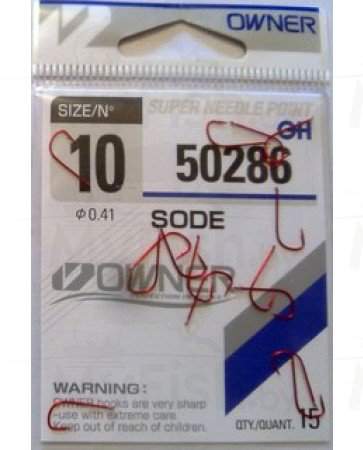 OWNER
SIZE/N°
SUPER NEEDLE POINT
10
OH
50286
φ0.41
SODE
OWNER
WARNING:
OWNER hooks are very sharp
-use with extreme care.
Keep out of reach of children.
QTY/QUANT. 15